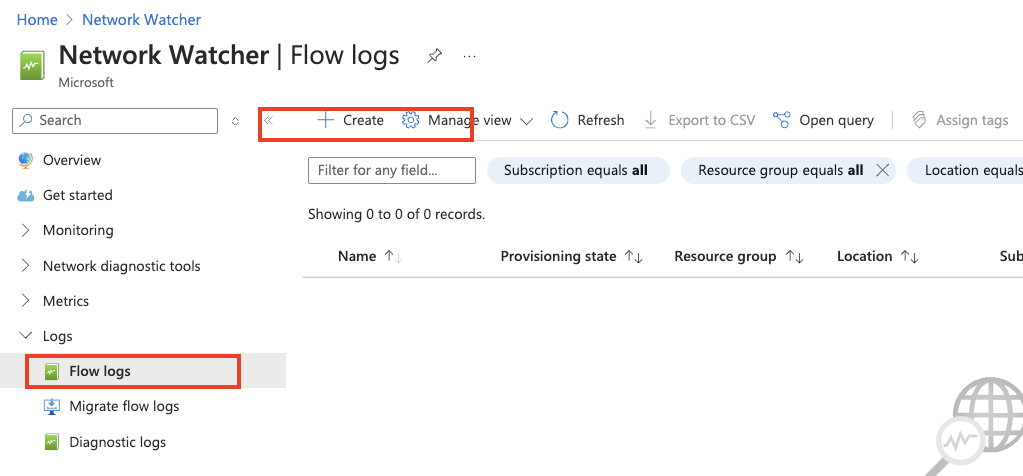 Home > Network Watcher
Network Watcher | Flow logs
Microsoft
Search
Create Manage view Refresh Export to CSV Open query Assign tags
Overview
Get started
Monitoring
Network diagnostic tools
Metrics
Logs
Flow logs
Migrate flow logs
Diagnostic logs
Filter for any field... Subscription equals all Resource group equals all Location equals
Showing 0 to 0 of 0 records.
Name Provisioning state Resource group Location Sub